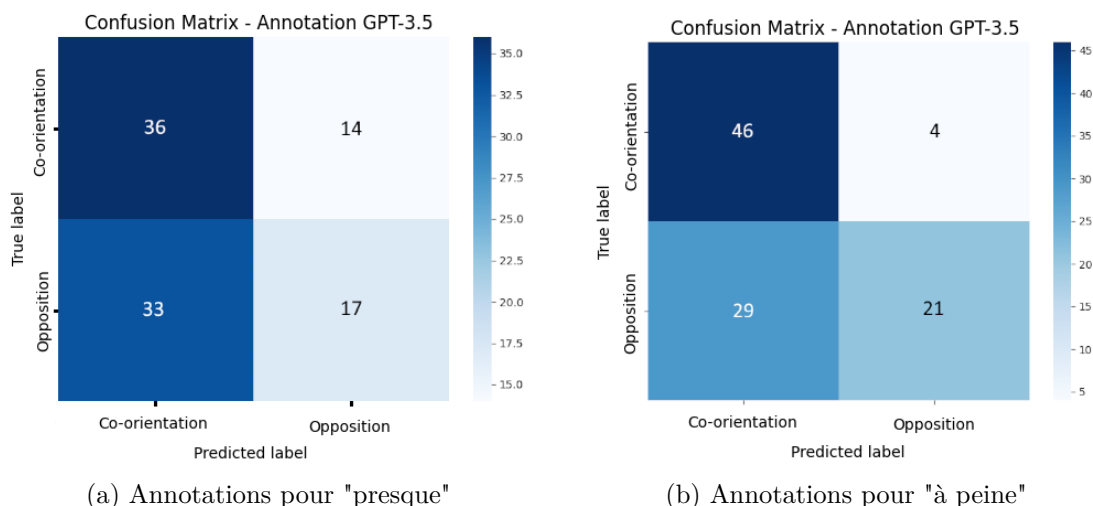 Confusion Matrix - Annotation GPT-3.5
True label
Co-orientation
Opposition
36
14
33
17
35.0
32.5
30.0
27.5
25.0
22.5
20.0
17.5
15.0
Co-orientation
Opposition
Predicted label
(a) Annotations pour "presque"
Confusion Matrix - Annotation GPT-3.5
True label
Co-orientation
Opposition
46
4
29
21
45
40
35
30
25
20
15
10
5
Co-orientation
Opposition
Predicted label
(b) Annotations pour "à peine"